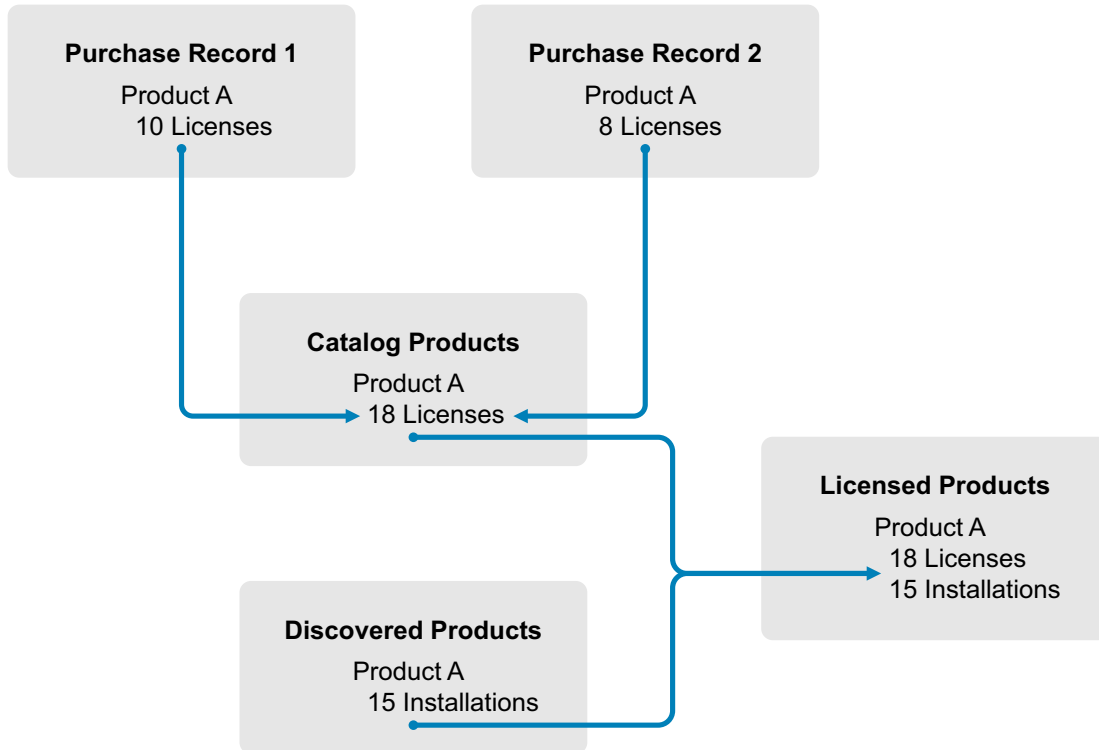 Purchase Record 1
Product A
10 Licenses
Purchase Record 2
Product A
8 Licenses
Catalog Products
Product A
18 Licenses
Licensed Products
Product A
18 Licenses
15 Installations
Discovered Products
Product A
15 Installations